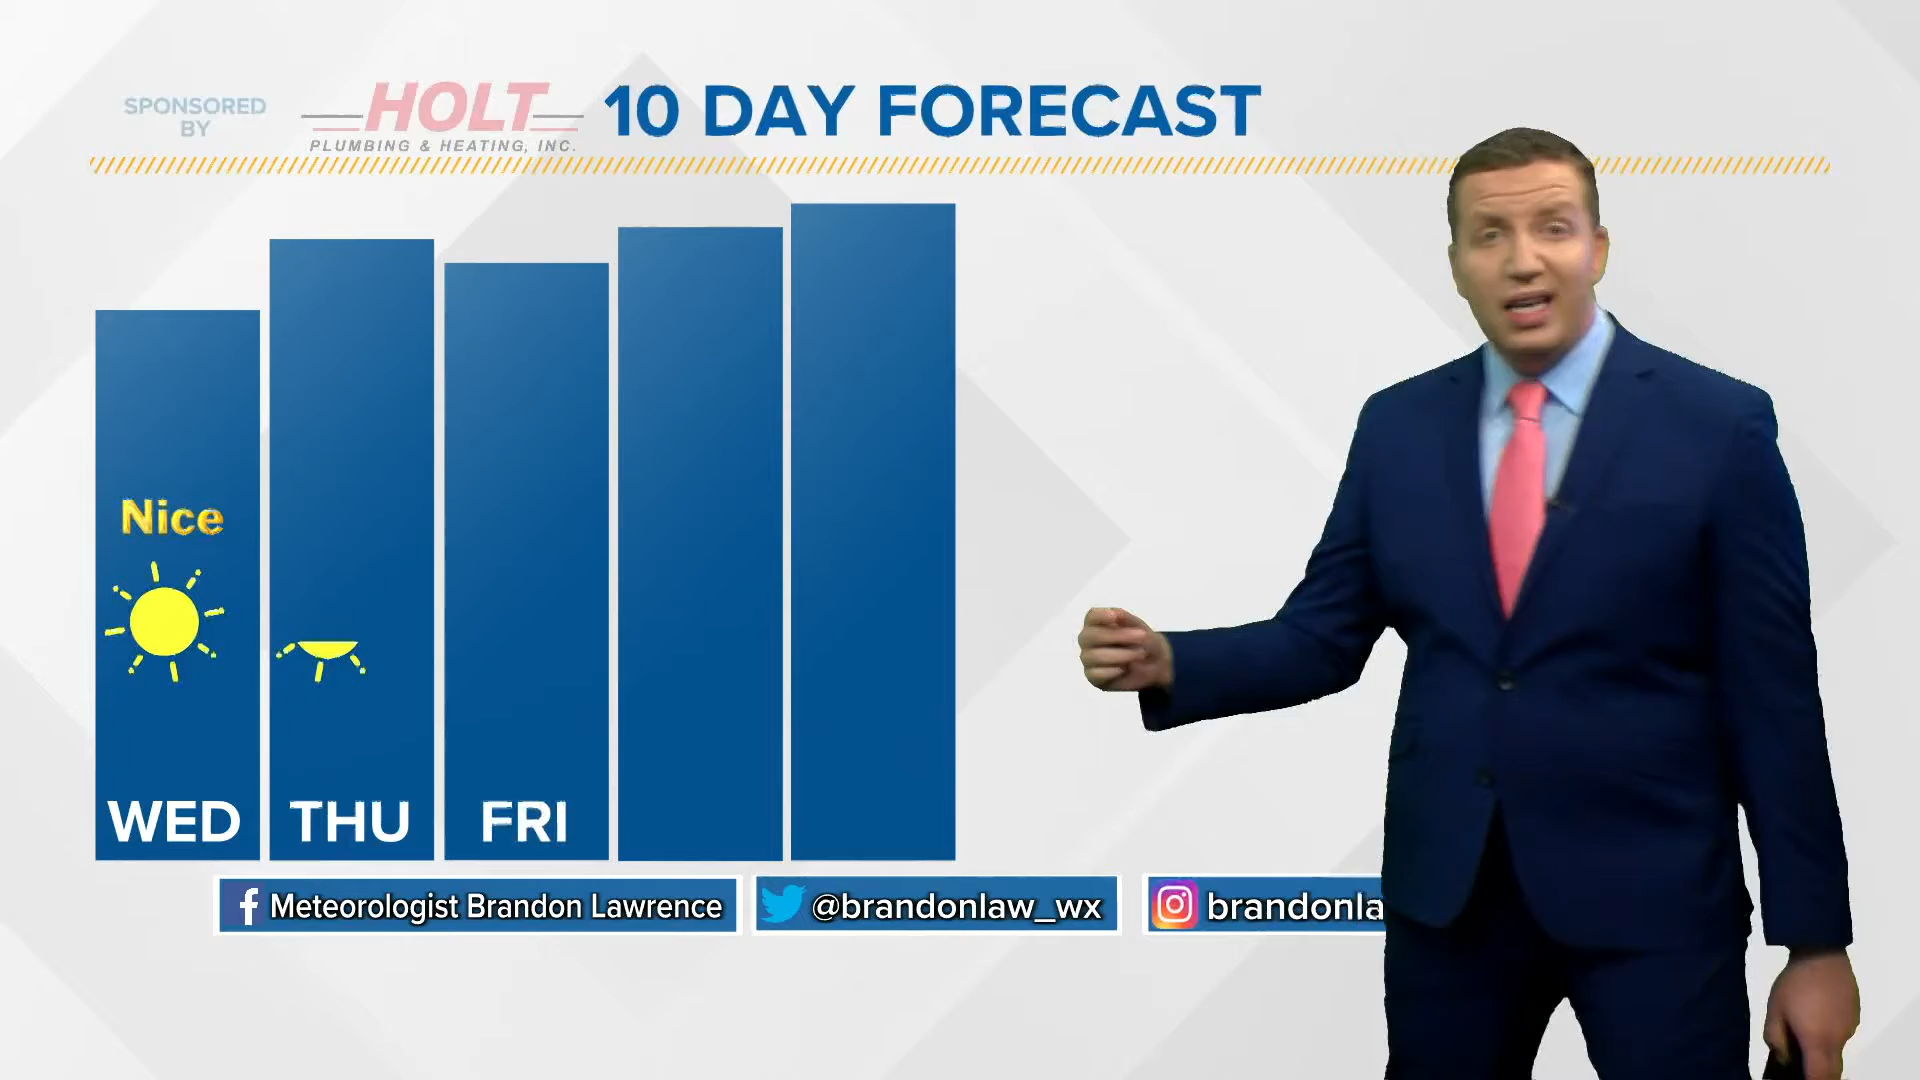 SPONSORED
BY
HOLT
PLUMBING & HEATING, INC.
10 DAY FORECAST
Nice
WED
THU
FRI
Meteorologist Brandon Lawrence
@brandonlaw_wx
brandonla